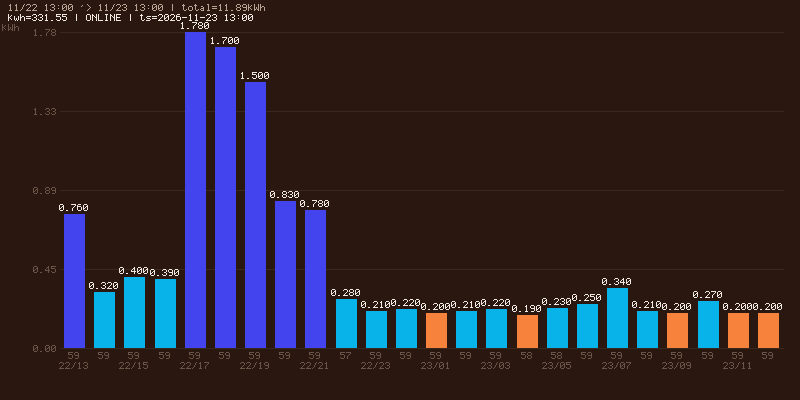 11/22 13:00 -> 11/23 13:00 | total=11.89kWh
Kwh=331.55 | ONLINE | ts=2026-11-23 13:00
kWh
1.78
1.33
0.89
0.45
0.00
0.760 0.320 0.400 0.390 1.780 1.700 1.500 0.830 0.780 0.280 0.210 0.220 0.200 0.210 0.220 0.190 0.230 0.250 0.340 0.210 0.200 0.270 0.200 0.200
59 59 59 59 59 59 59 59 59 57 59 59 59 59 59 58 58 59 59 59 59 59 59 59
22/13 22/15 22/17 22/19 22/21 22/23 23/01 23/03 23/05 23/07 23/09 23/11